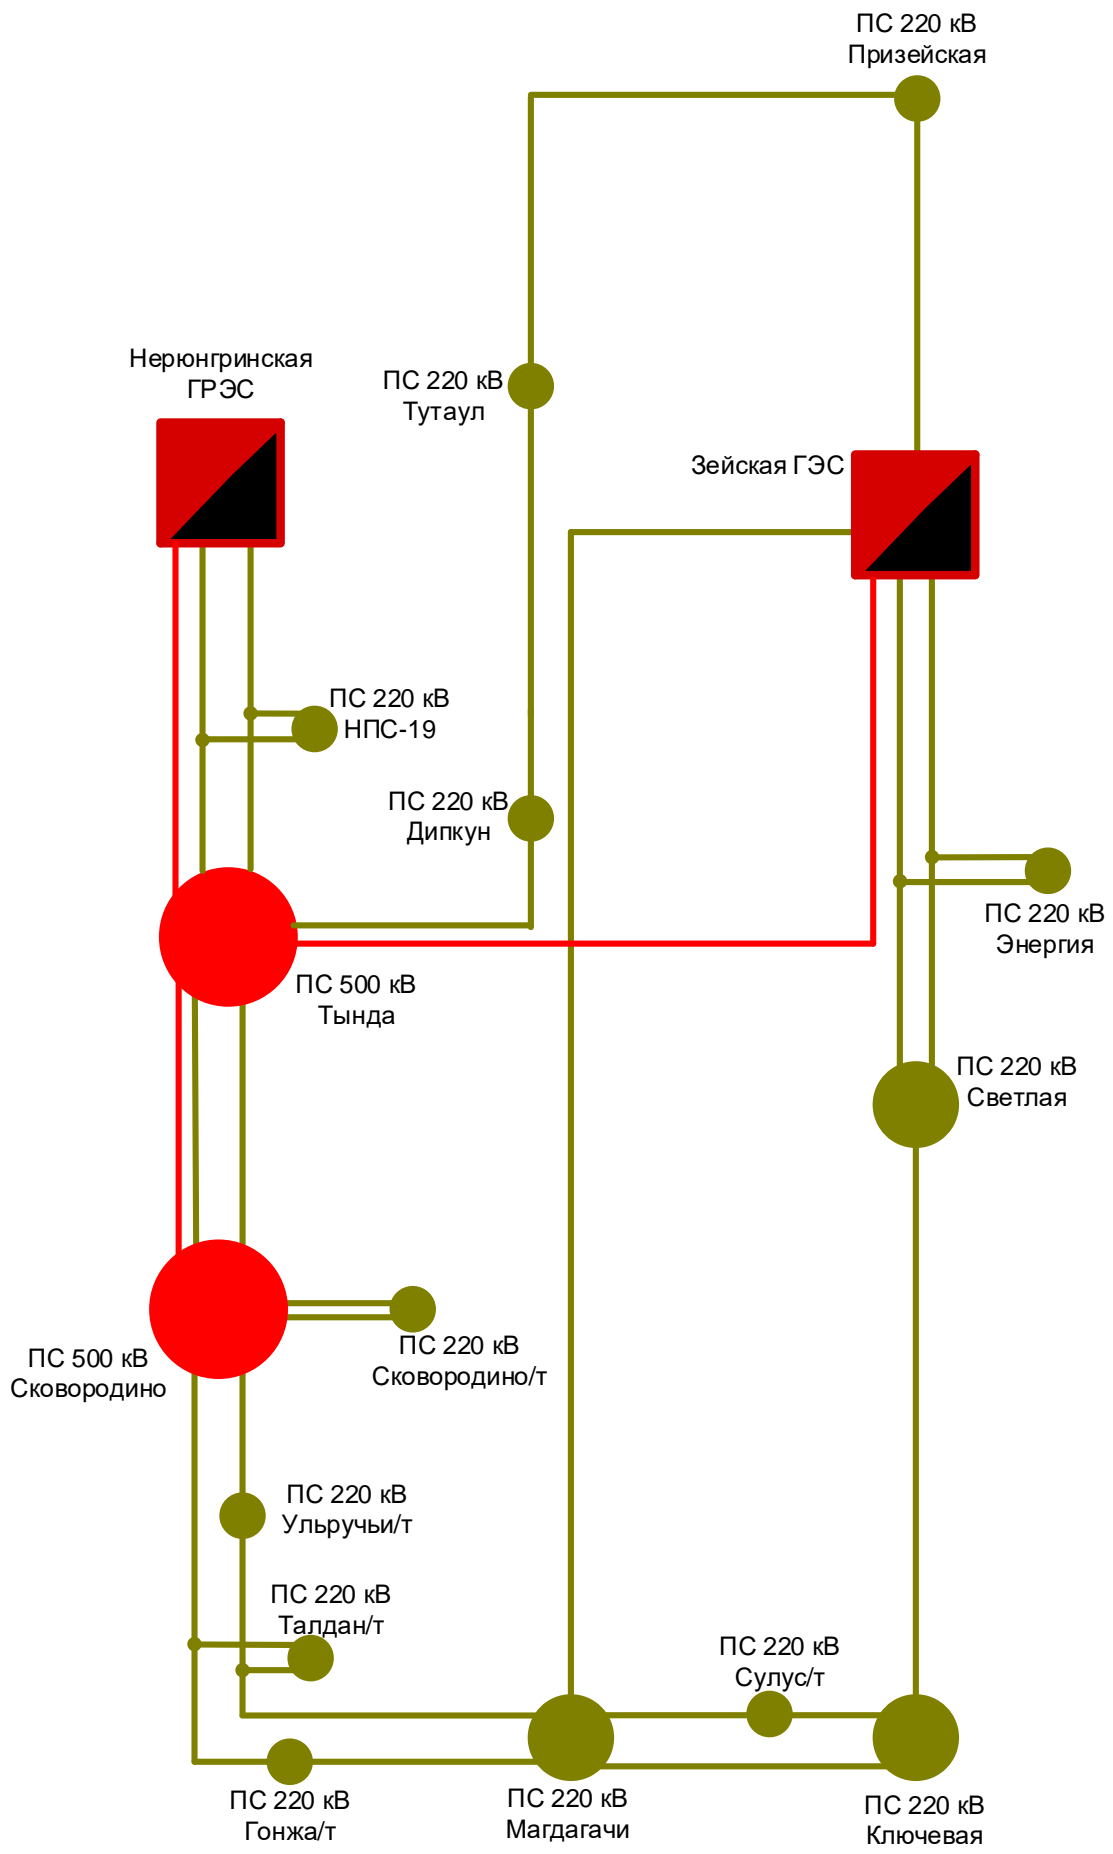 ПС 220 кВ
Призейская
Нерюнгринская
ГРЭС
ПС 220 кВ
Тутаул
Зейская ГЭС
ПС 220 кВ
НПС-19
ПС 220 кВ
Дипкун
ПС 220 кВ
Энергия
ПС 500 кВ
Тында
ПС 220 кВ
Светлая
ПС 500 кВ
Сковородино
ПС 220 кВ
Сковородино/т
ПС 220 кВ
Ульручьи/т
ПС 220 кВ
Талдан/т
ПС 220 кВ
Сулус/т
ПС 220 кВ
Гонжа/т
ПС 220 кВ
Магдагачи
ПС 220 кВ
Ключевая